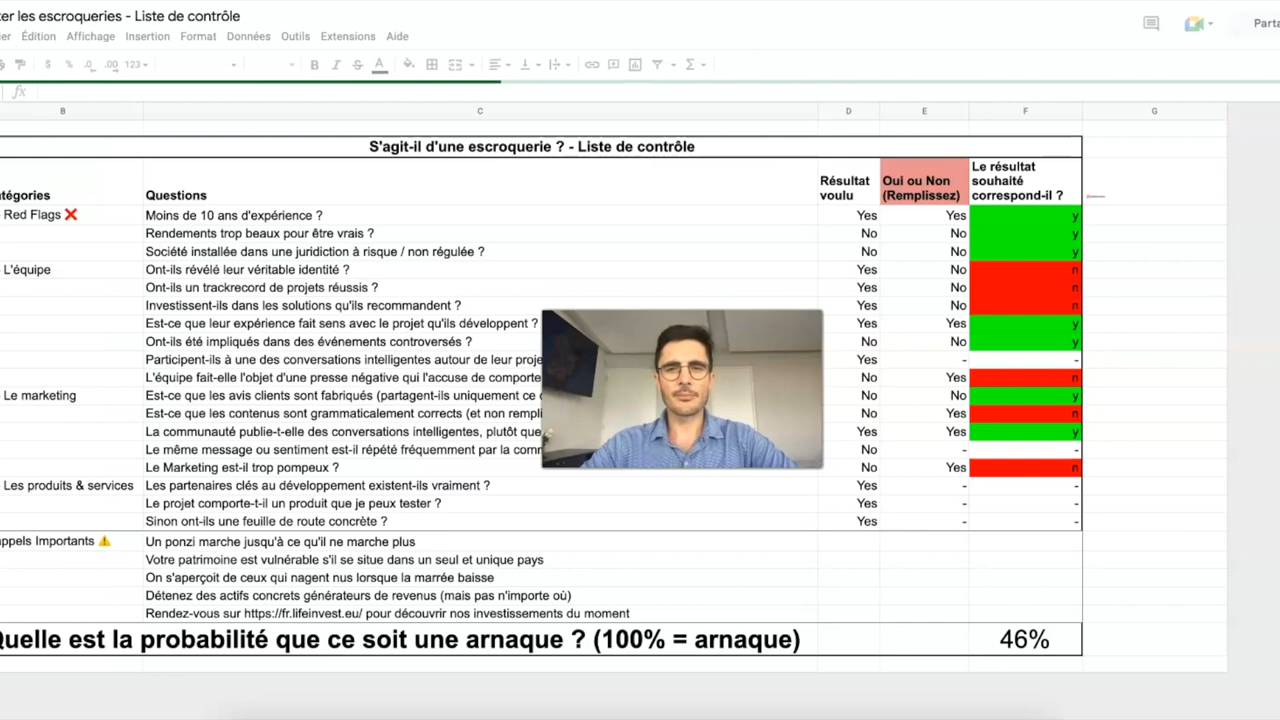 er les escroqueries - Liste de contrôle
Édition Affichage Insertion Format Données Outils Extensions Aide
Parta
$ % .0 .00 123
B I S A
fx
B C D E F G
S'agit-il d'une escroquerie ? - Liste de contrôle
tégories Questions Résultat voulu Oui ou Non (Remplissez) Le résultat souhaité correspond-il ?
Red Flags ❌ Moins de 10 ans d'expérience ? Yes Yes y
Rendements trop beaux pour être vrais ? No No y
Société installée dans une juridiction à risque / non régulée ? No No y
L'équipe Ont-ils révélé leur véritable identité ? Yes No n
Ont-ils un trackrecord de projets réussis ? Yes No n
Investissent-ils dans les solutions qu'ils recommandent ? Yes No n
Est-ce que leur expérience fait sens avec le projet qu'ils développent ? Yes Yes y
Ont-ils été impliqués dans des événements controversés ? No No y
Participent-ils à une des conversations intelligentes autour de leur proje Yes - -
L'équipe fait-elle l'objet d'une presse négative qui l'accuse de comporte No Yes n
Le marketing Est-ce que les avis clients sont fabriqués (partagent-ils uniquement ce No No y
Est-ce que les contenus sont grammaticalement corrects (et non rempli No Yes n
La communauté publie-t-elle des conversations intelligentes, plutôt que Yes Yes y
Le même message ou sentiment est-il répété fréquemment par la com No - -
Le Marketing est-il trop pompeux ? No Yes n
Les produits & services Les partenaires clés au développement existent-ils vraiment ? Yes - -
Le projet comporte-t-il un produit que je peux tester ? Yes - -
Sinon ont-ils une feuille de route concrète ? Yes - -
appels Importants ⚠️ Un ponzi marche jusqu'à ce qu'il ne marche plus
Votre patrimoine est vulnérable s'il se situe dans un seul et unique pays
On s'aperçoit de ceux qui nagent nus lorsque la marrée baisse
Détenez des actifs concrets générateurs de revenus (mais pas n'importe où)
Rendez-vous sur https://fr.lifeinvest.eu/ pour découvrir nos investissements du moment
Quelle est la probabilité que ce soit une arnaque ? (100% = arnaque) 46%